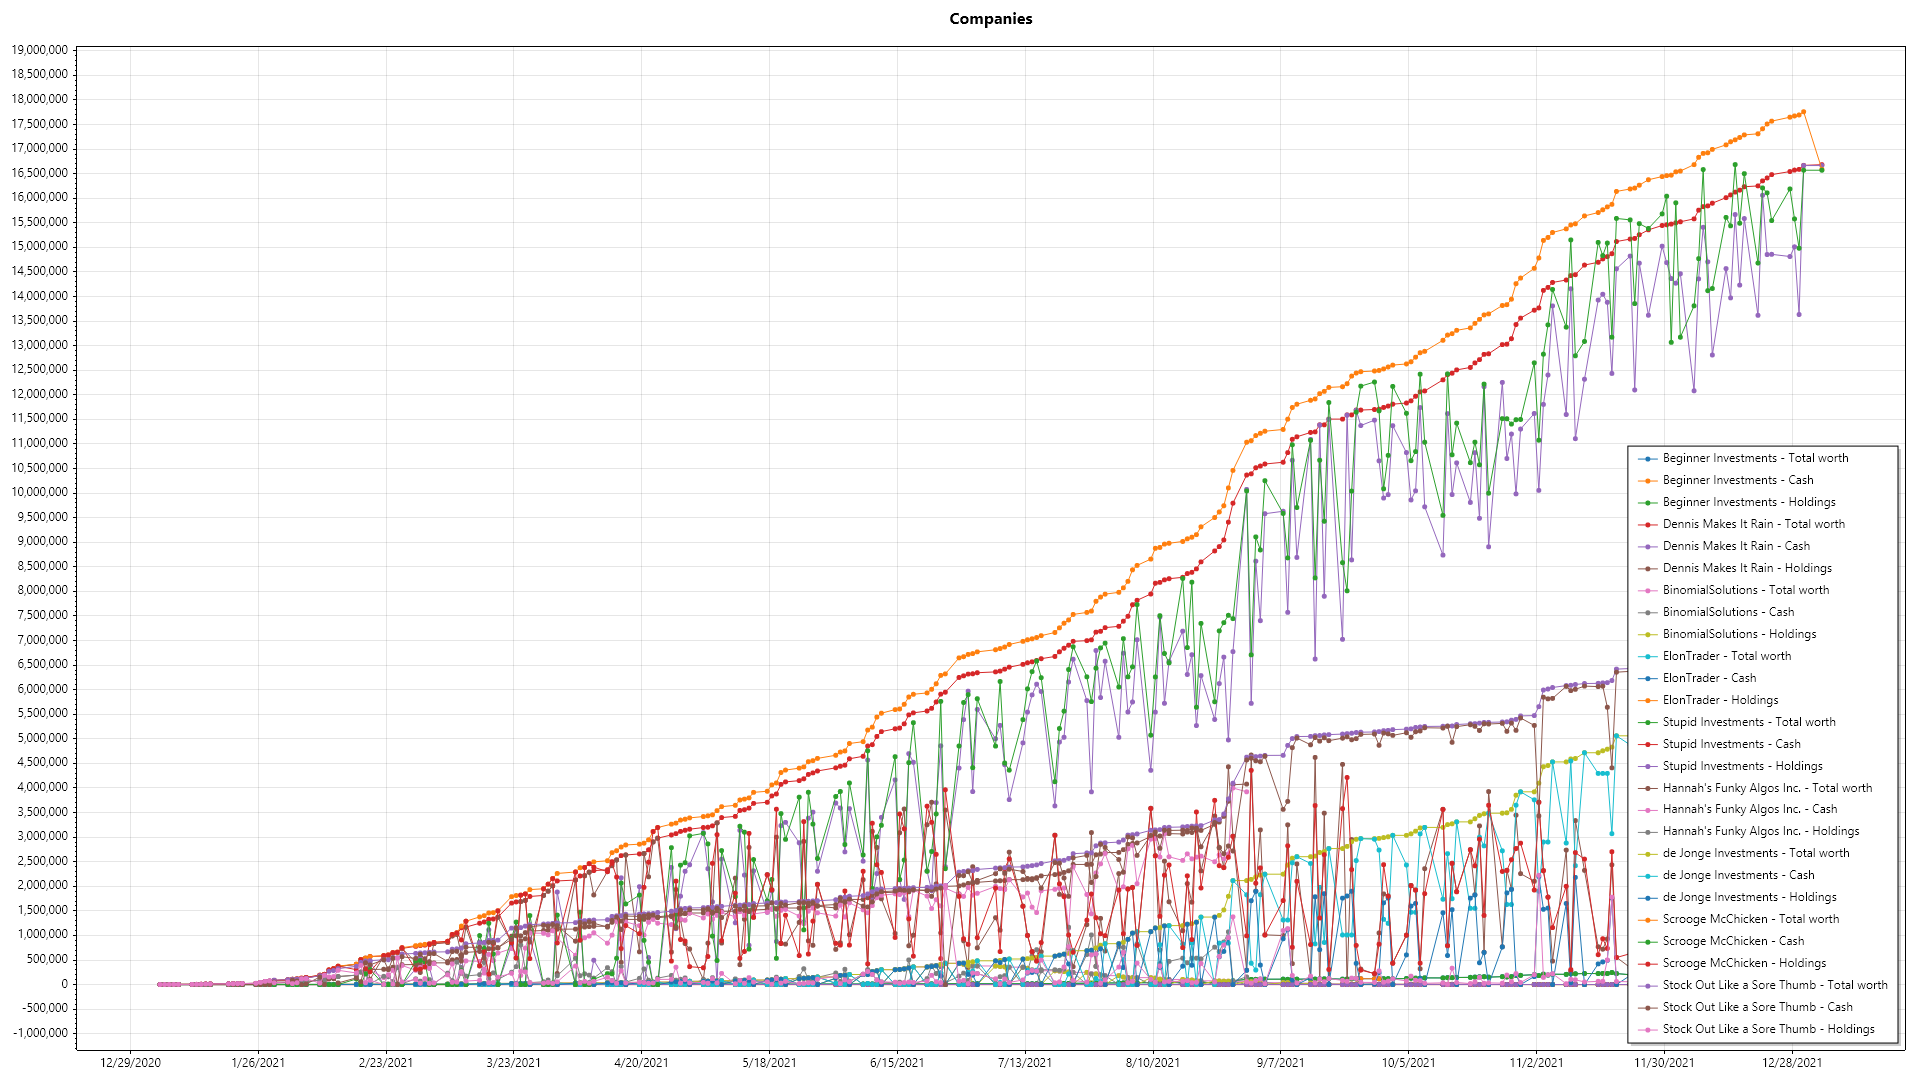 Companies
19,000,000
18,500,000
18,000,000
17,500,000
17,000,000
16,500,000
16,000,000
15,500,000
15,000,000
14,500,000
14,000,000
13,500,000
13,000,000
12,500,000
12,000,000
11,500,000
11,000,000
10,500,000
10,000,000
9,500,000
9,000,000
8,500,000
8,000,000
7,500,000
7,000,000
6,500,000
6,000,000
5,500,000
5,000,000
4,500,000
4,000,000
3,500,000
3,000,000
2,500,000
2,000,000
1,500,000
1,000,000
500,000
0
-500,000
-1,000,000
12/29/2020
1/26/2021
2/23/2021
3/23/2021
4/20/2021
5/18/2021
6/15/2021
7/13/2021
8/10/2021
9/7/2021
10/5/2021
11/2/2021
11/30/2021
12/28/2021
Beginner Investments - Total worth
Beginner Investments - Cash
Beginner Investments - Holdings
Dennis Makes It Rain - Total worth
Dennis Makes It Rain - Cash
Dennis Makes It Rain - Holdings
BinomialSolutions - Total worth
BinomialSolutions - Cash
BinomialSolutions - Holdings
ElonTrader - Total worth
ElonTrader - Cash
ElonTrader - Holdings
Stupid Investments - Total worth
Stupid Investments - Cash
Stupid Investments - Holdings
Hannah's Funky Algos Inc. - Total worth
Hannah's Funky Algos Inc. - Cash
Hannah's Funky Algos Inc. - Holdings
de Jonge Investments - Total worth
de Jonge Investments - Cash
de Jonge Investments - Holdings
Scrooge McChicken - Total worth
Scrooge McChicken - Cash
Scrooge McChicken - Holdings
Stock Out Like a Sore Thumb - Total worth
Stock Out Like a Sore Thumb - Cash
Stock Out Like a Sore Thumb - Holdings